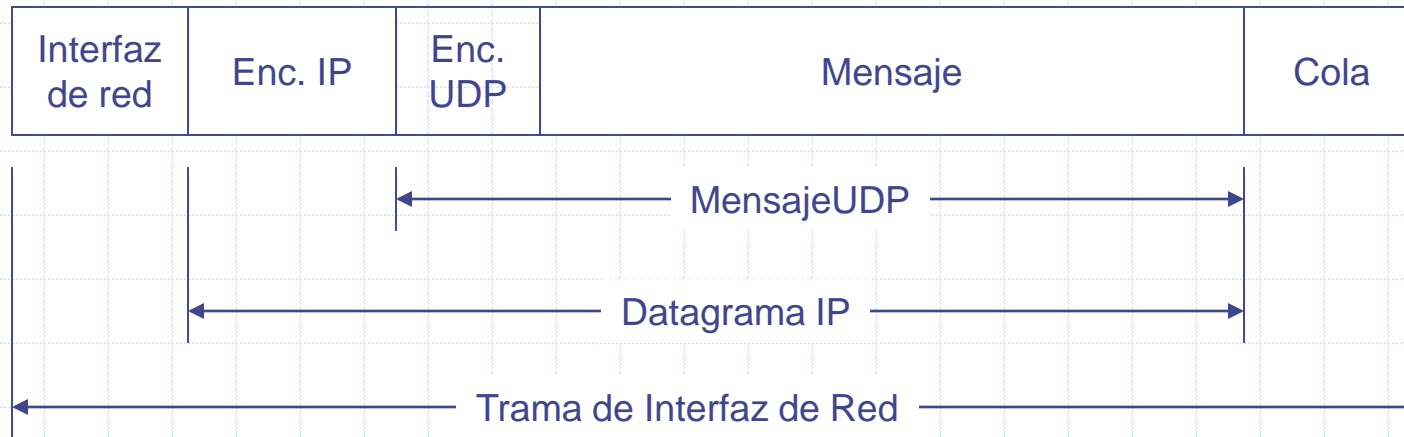 Interfaz
de red
Enc. IP
Enc.
UDP
Mensaje
Cola
MensajeUDP
Datagrama IP
Trama de Interfaz de Red